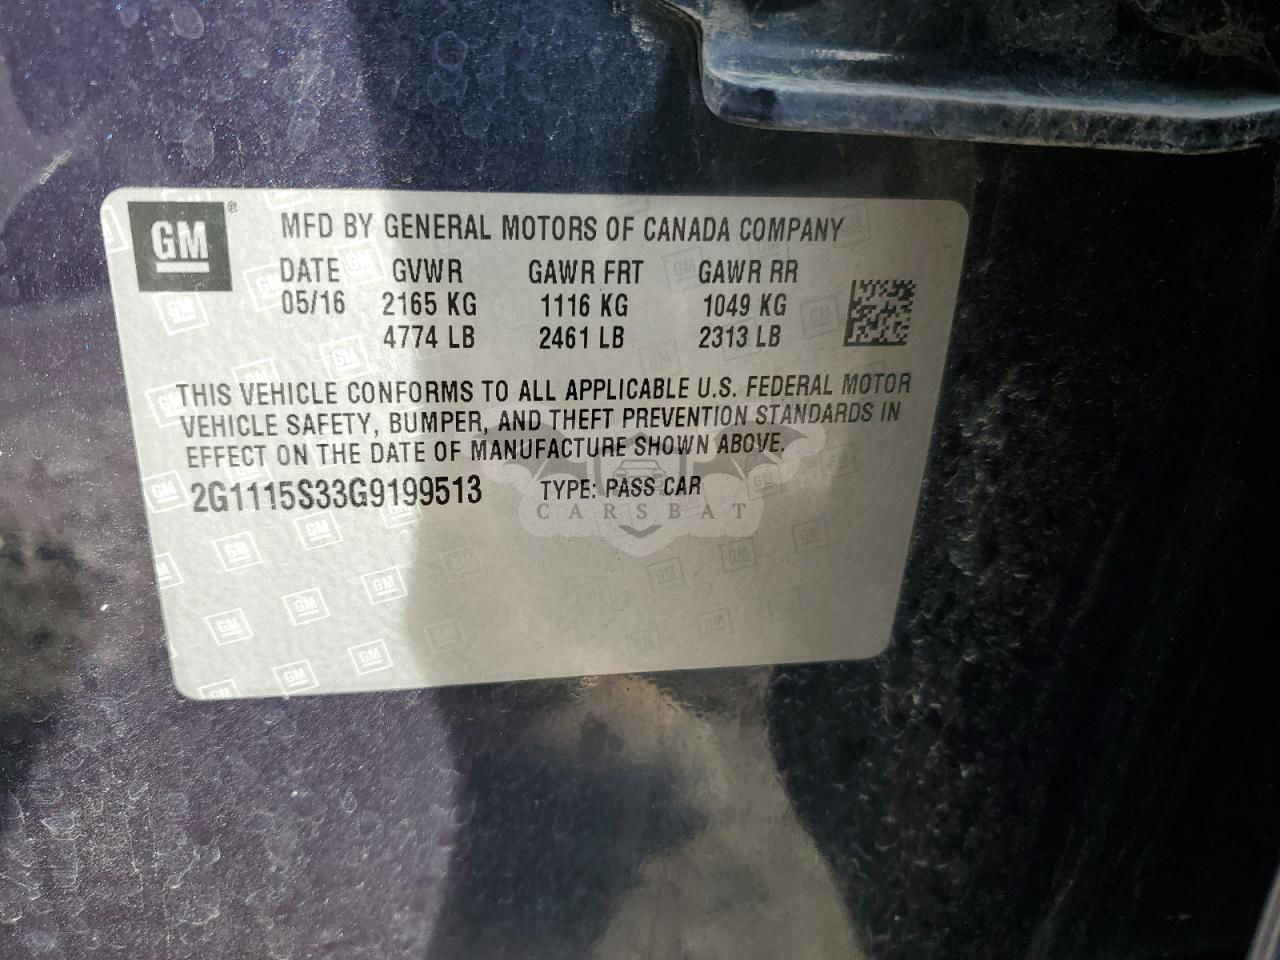 GM ®
MFD BY GENERAL MOTORS OF CANADA COMPANY
DATE GVWR GAWR FRT GAWR RR
05/16 2165 KG 1116 KG 1049 KG
4774 LB 2461 LB 2313 LB
THIS VEHICLE CONFORMS TO ALL APPLICABLE U.S. FEDERAL MOTOR
VEHICLE SAFETY, BUMPER, AND THEFT PREVENTION STANDARDS IN
EFFECT ON THE DATE OF MANUFACTURE SHOWN ABOVE.
2G1115S33G9199513 TYPE: PASS CAR
CARSBAT